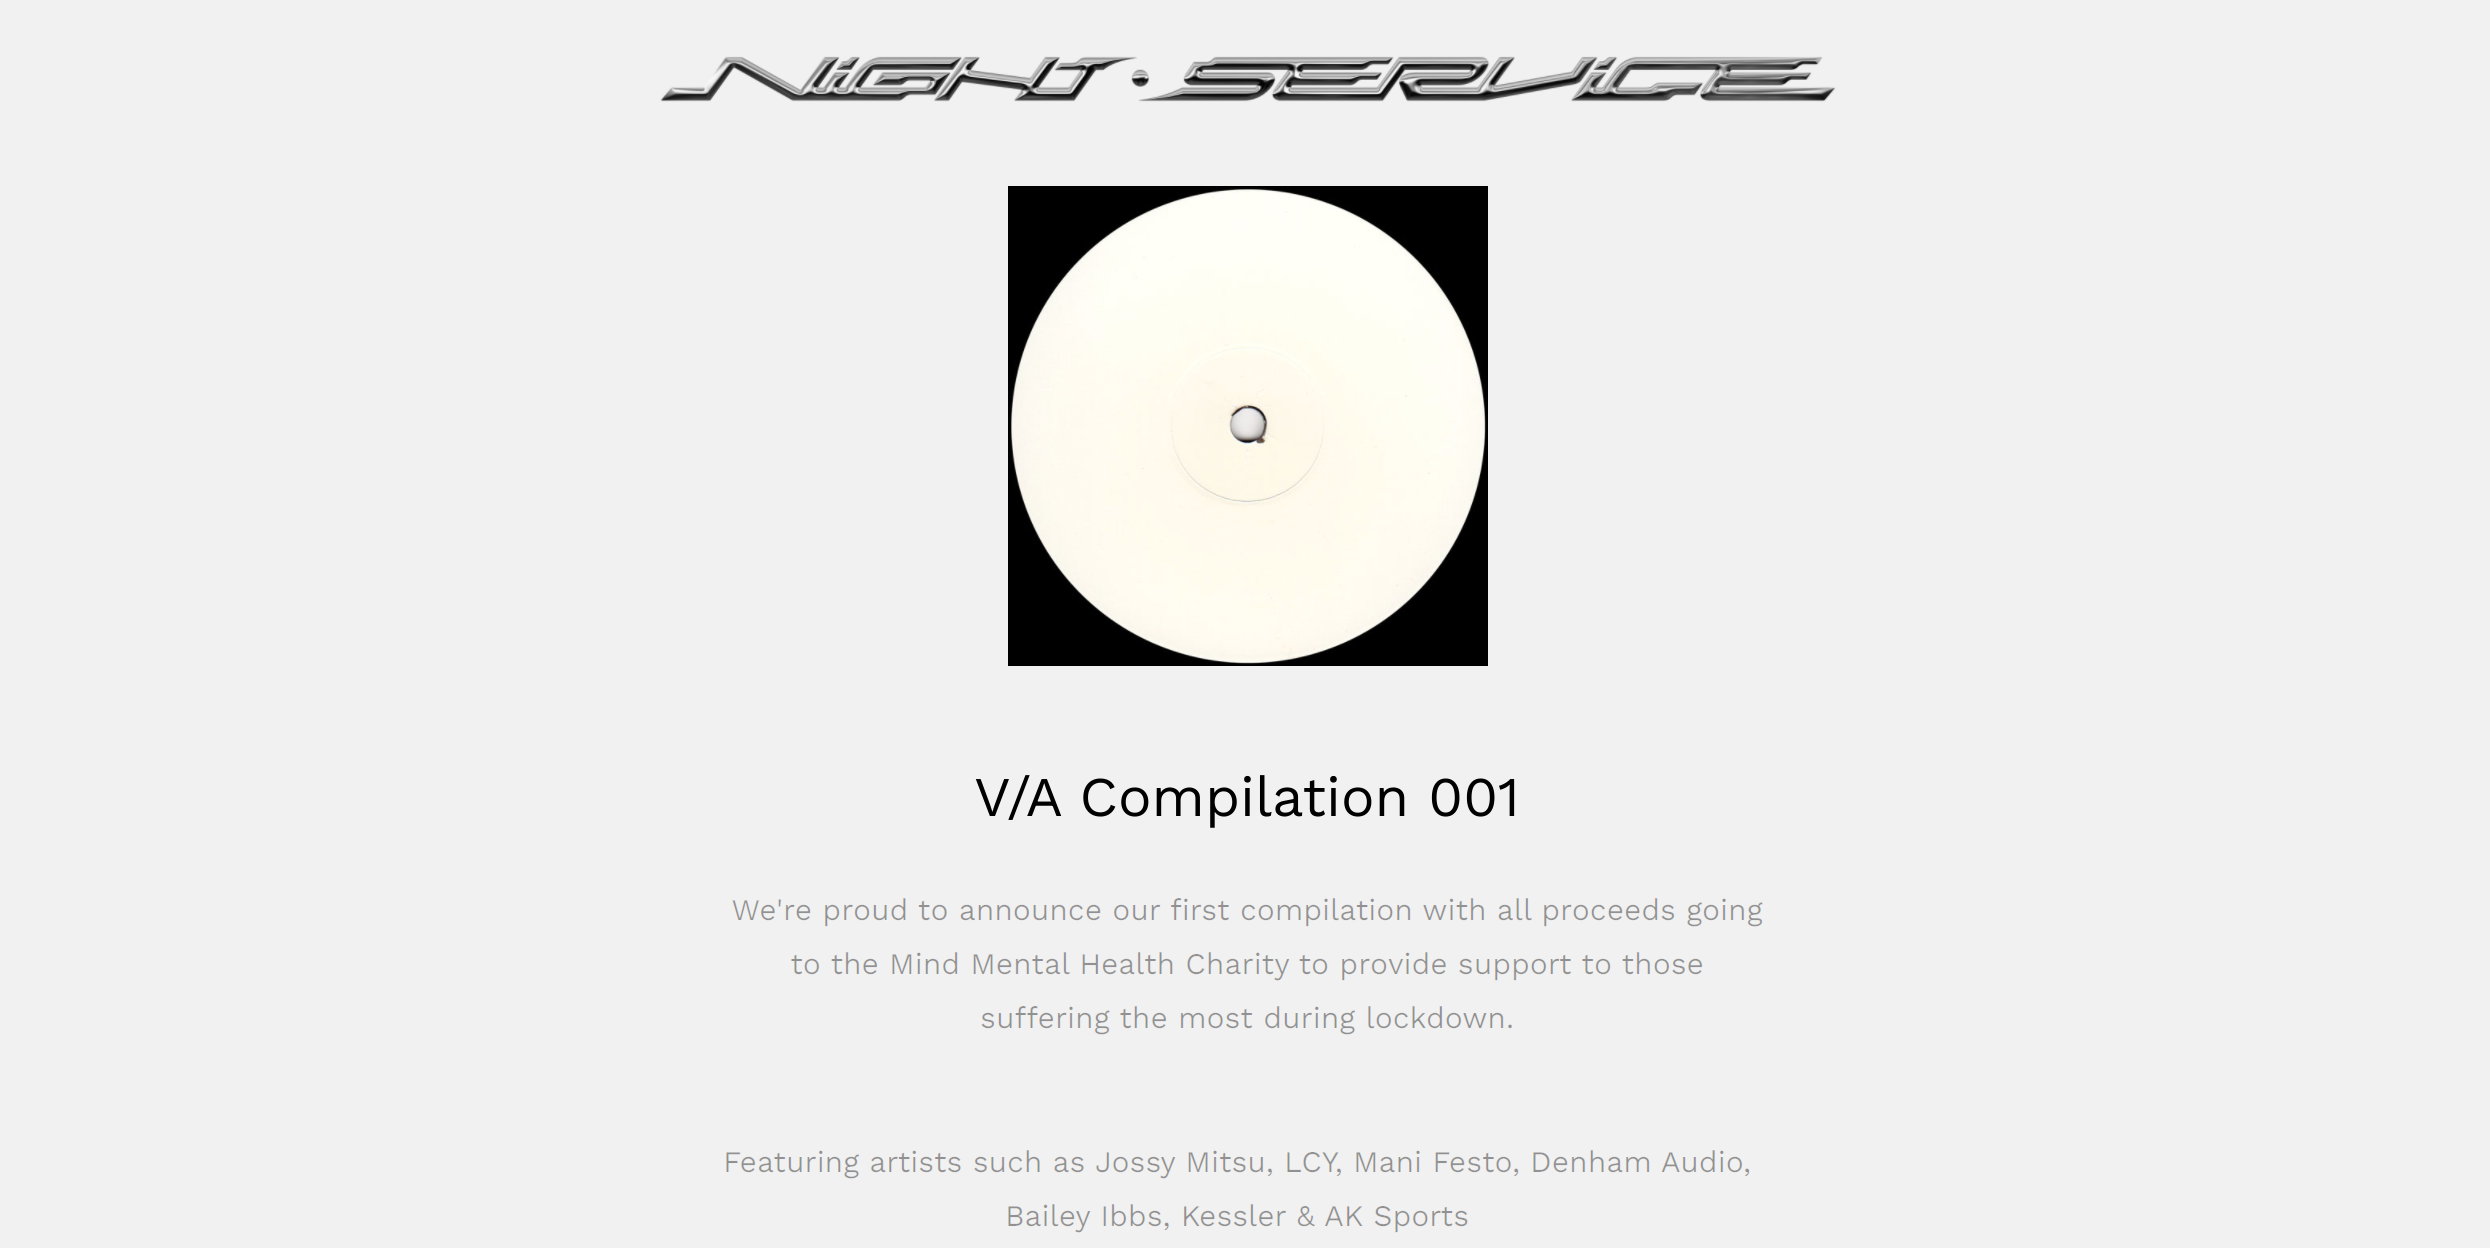 NiGHT · SERViCE
V/A Compilation 001
We're proud to announce our first compilation with all proceeds going
to the Mind Mental Health Charity to provide support to those
suffering the most during lockdown.
Featuring artists such as Jossy Mitsu, LCY, Mani Festo, Denham Audio,
Bailey Ibbs, Kessler & AK Sports